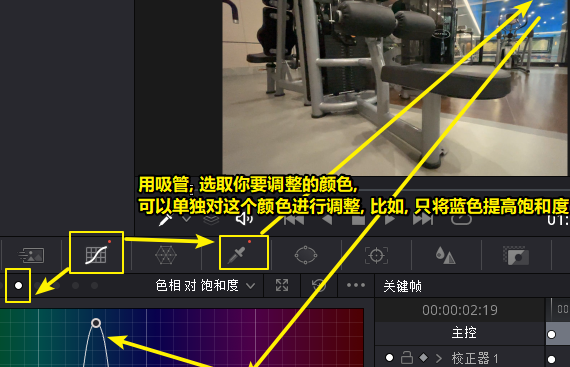 用吸管, 选取你要调整的颜色,
可以单独对这个颜色进行调整, 比如, 只将蓝色提高饱和度
01:
色相 对 饱和度
关键帧
00:00:02:19
00
主控
校正器 1